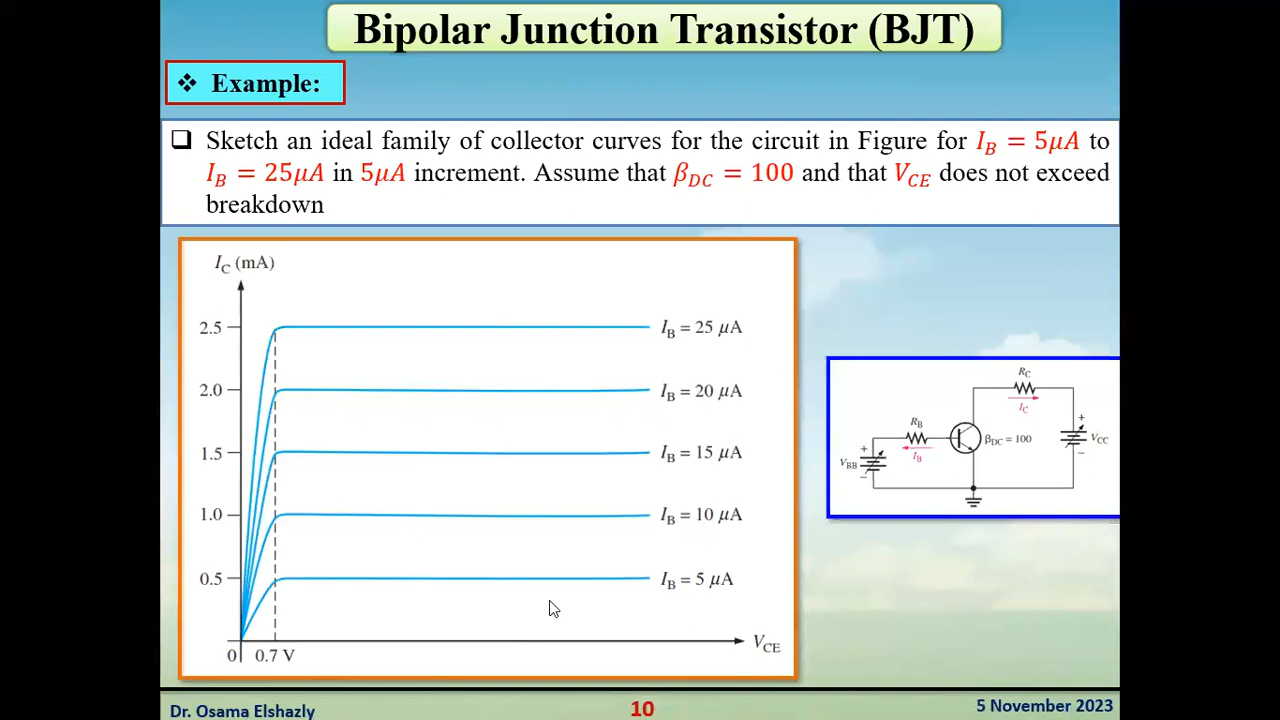 Bipolar Junction Transistor (BJT)
❖ Example:
❑ Sketch an ideal family of collector curves for the circuit in Figure for I_B = 5μA to
I_B = 25μA in 5μA increment. Assume that β_DC = 100 and that V_CE does not exceed
breakdown
I_C (mA)
2.5
I_B = 25 μA
2.0
I_B = 20 μA
1.5
I_B = 15 μA
1.0
I_B = 10 μA
0.5
I_B = 5 μA
0
0.7 V
V_CE
R_C
I_C
R_B
I_B
β_DC = 100
+
V_CC
−
+
V_BB
−
Dr. Osama Elshazly
10
5 November 2023